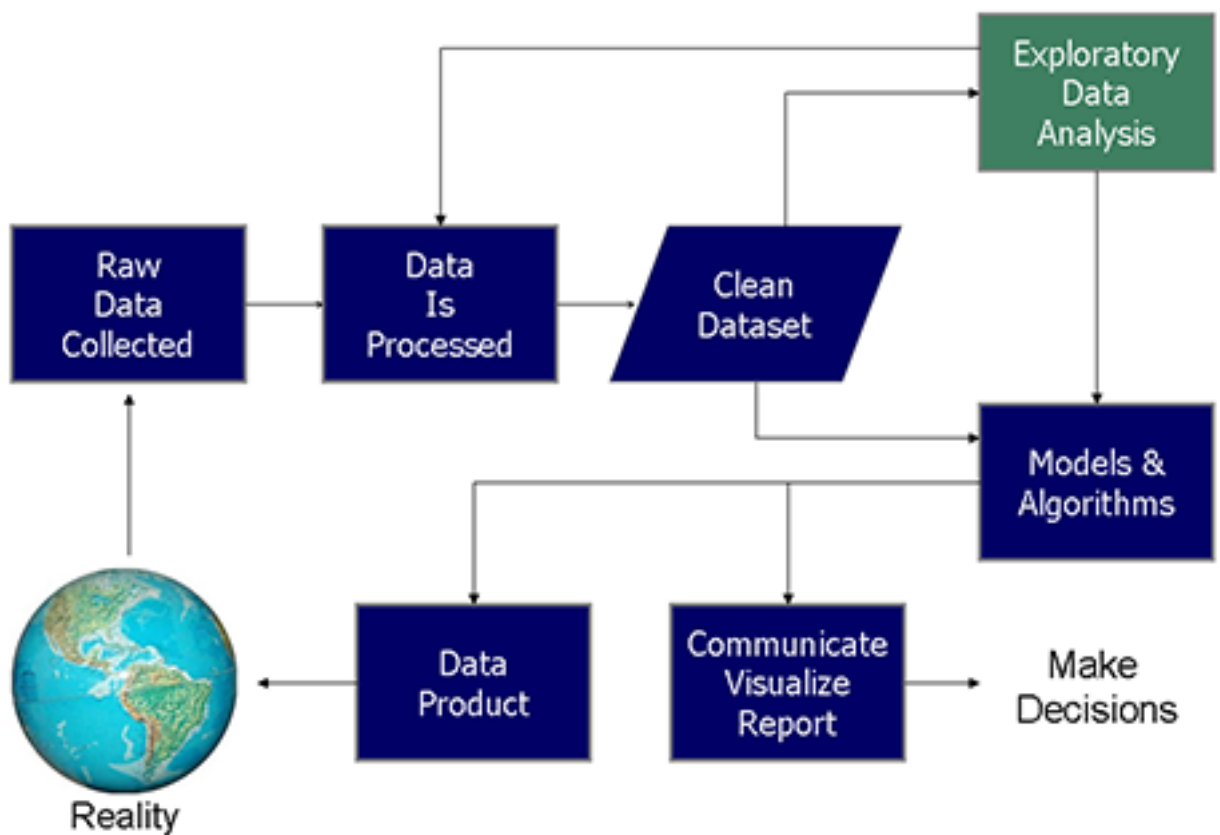 Exploratory
Data
Analysis
Raw
Data
Collected
Data
Is
Processed
Clean
Dataset
Models &
Algorithms
Data
Product
Communicate
Visualize
Report
Make
Decisions
Reality